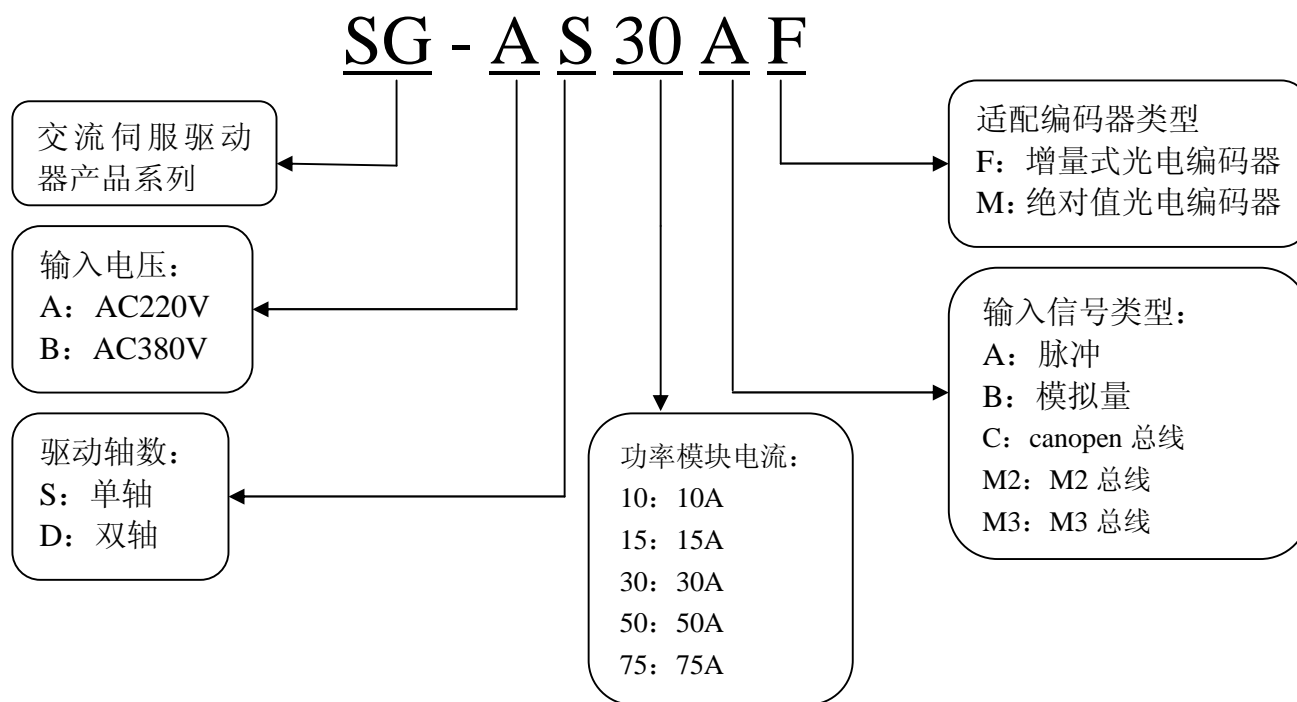 SG - A S 30 A F
交流伺服驱动
器产品系列
输入电压：
A：AC220V
B：AC380V
驱动轴数：
S：单轴
D：双轴
功率模块电流：
10：10A
15：15A
30：30A
50：50A
75：75A
适配编码器类型
F：增量式光电编码器
M：绝对值光电编码器
输入信号类型：
A：脉冲
B：模拟量
C：canopen 总线
M2：M2 总线
M3：M3 总线